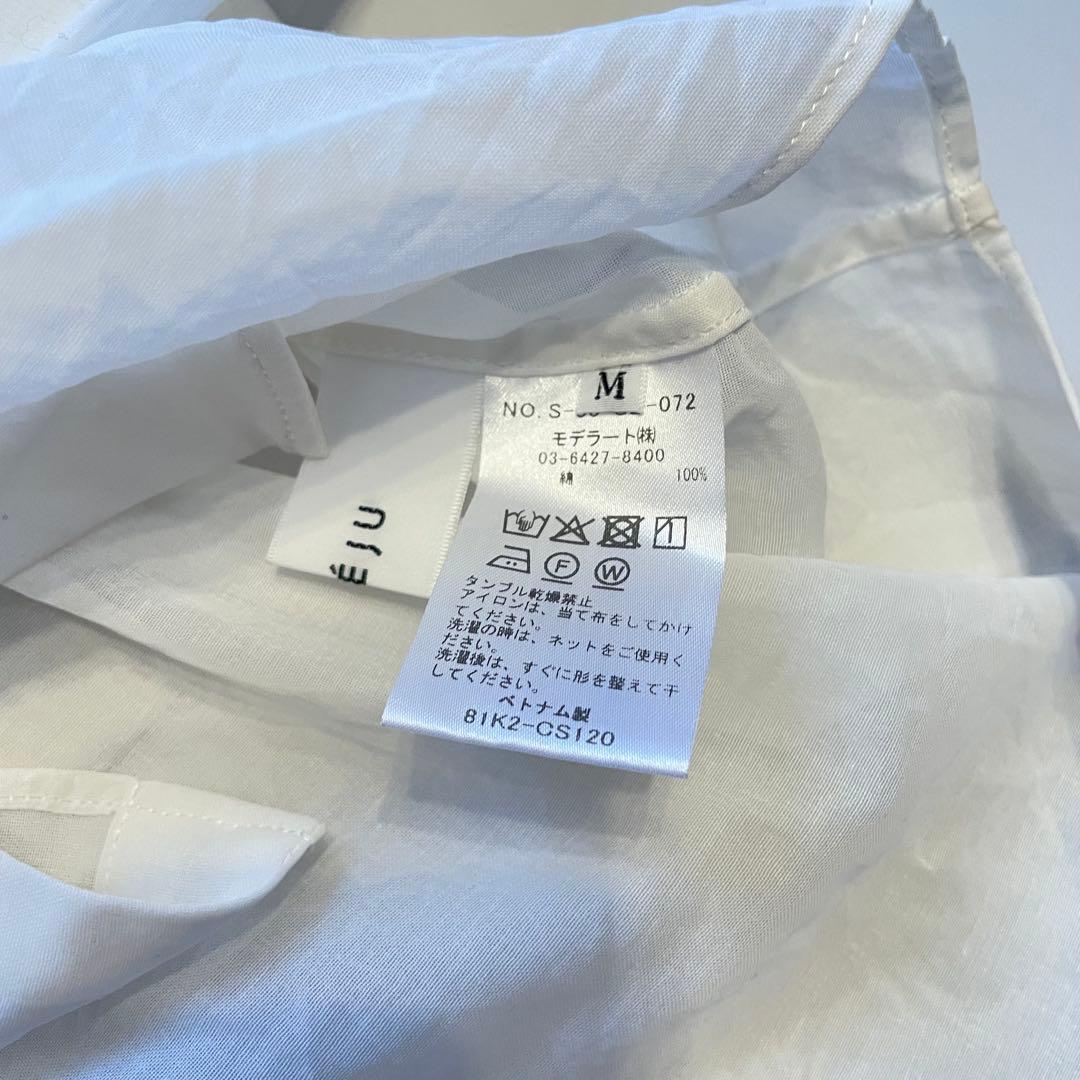 M
NO. S-
-072
モデラート㈱
03-6427-8400
綿 100%
F W
タンブル乾燥禁止
アイロンは、当て布をしてかけ
てください。
洗濯の時は、ネットをご使用く
ださい。
洗濯後は、すぐに形を整えて干
してください。
ベトナム製
81K2-CS120